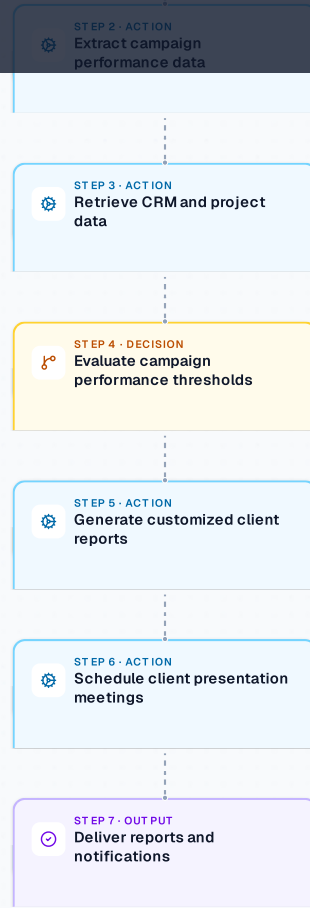 STEP 2 · ACTION
Extract campaign
performance data
STEP 3 · ACTION
Retrieve CRM and project
data
STEP 4 · DECISION
Evaluate campaign
performance thresholds
STEP 5 · ACTION
Generate customized client
reports
STEP 6 · ACTION
Schedule client presentation
meetings
STEP 7 · OUTPUT
Deliver reports and
notifications